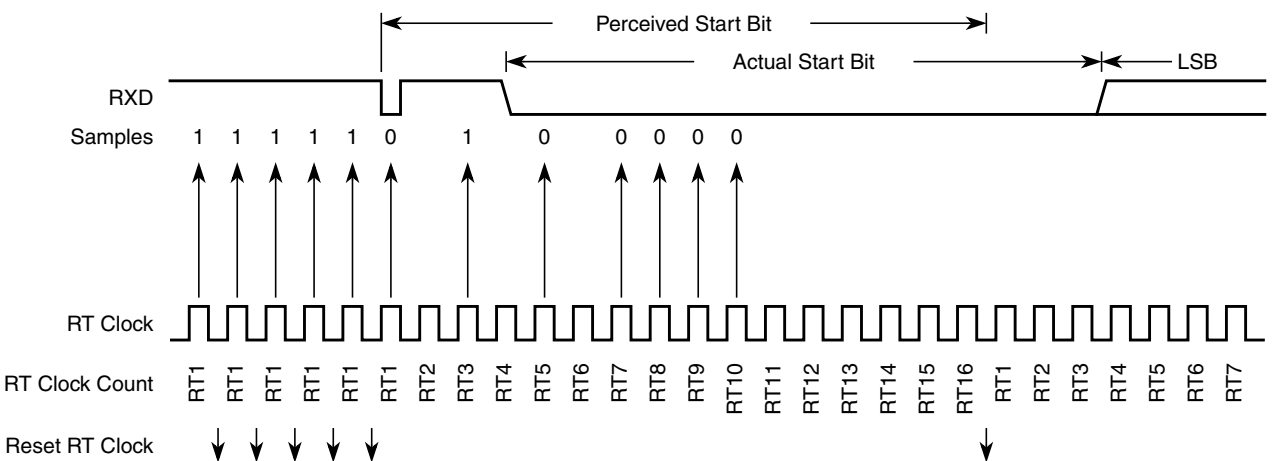 Perceived Start Bit
Actual Start Bit LSB
RXD
Samples 1 1 1 1 1 0 1 0 0 0 0 0
RT Clock
RT Clock Count RT1 RT1 RT1 RT1 RT1 RT1 RT2 RT3 RT4 RT5 RT6 RT7 RT8 RT9 RT10 RT11 RT12 RT13 RT14 RT15 RT16 RT1 RT2 RT3 RT4 RT5 RT6 RT7
Reset RT Clock